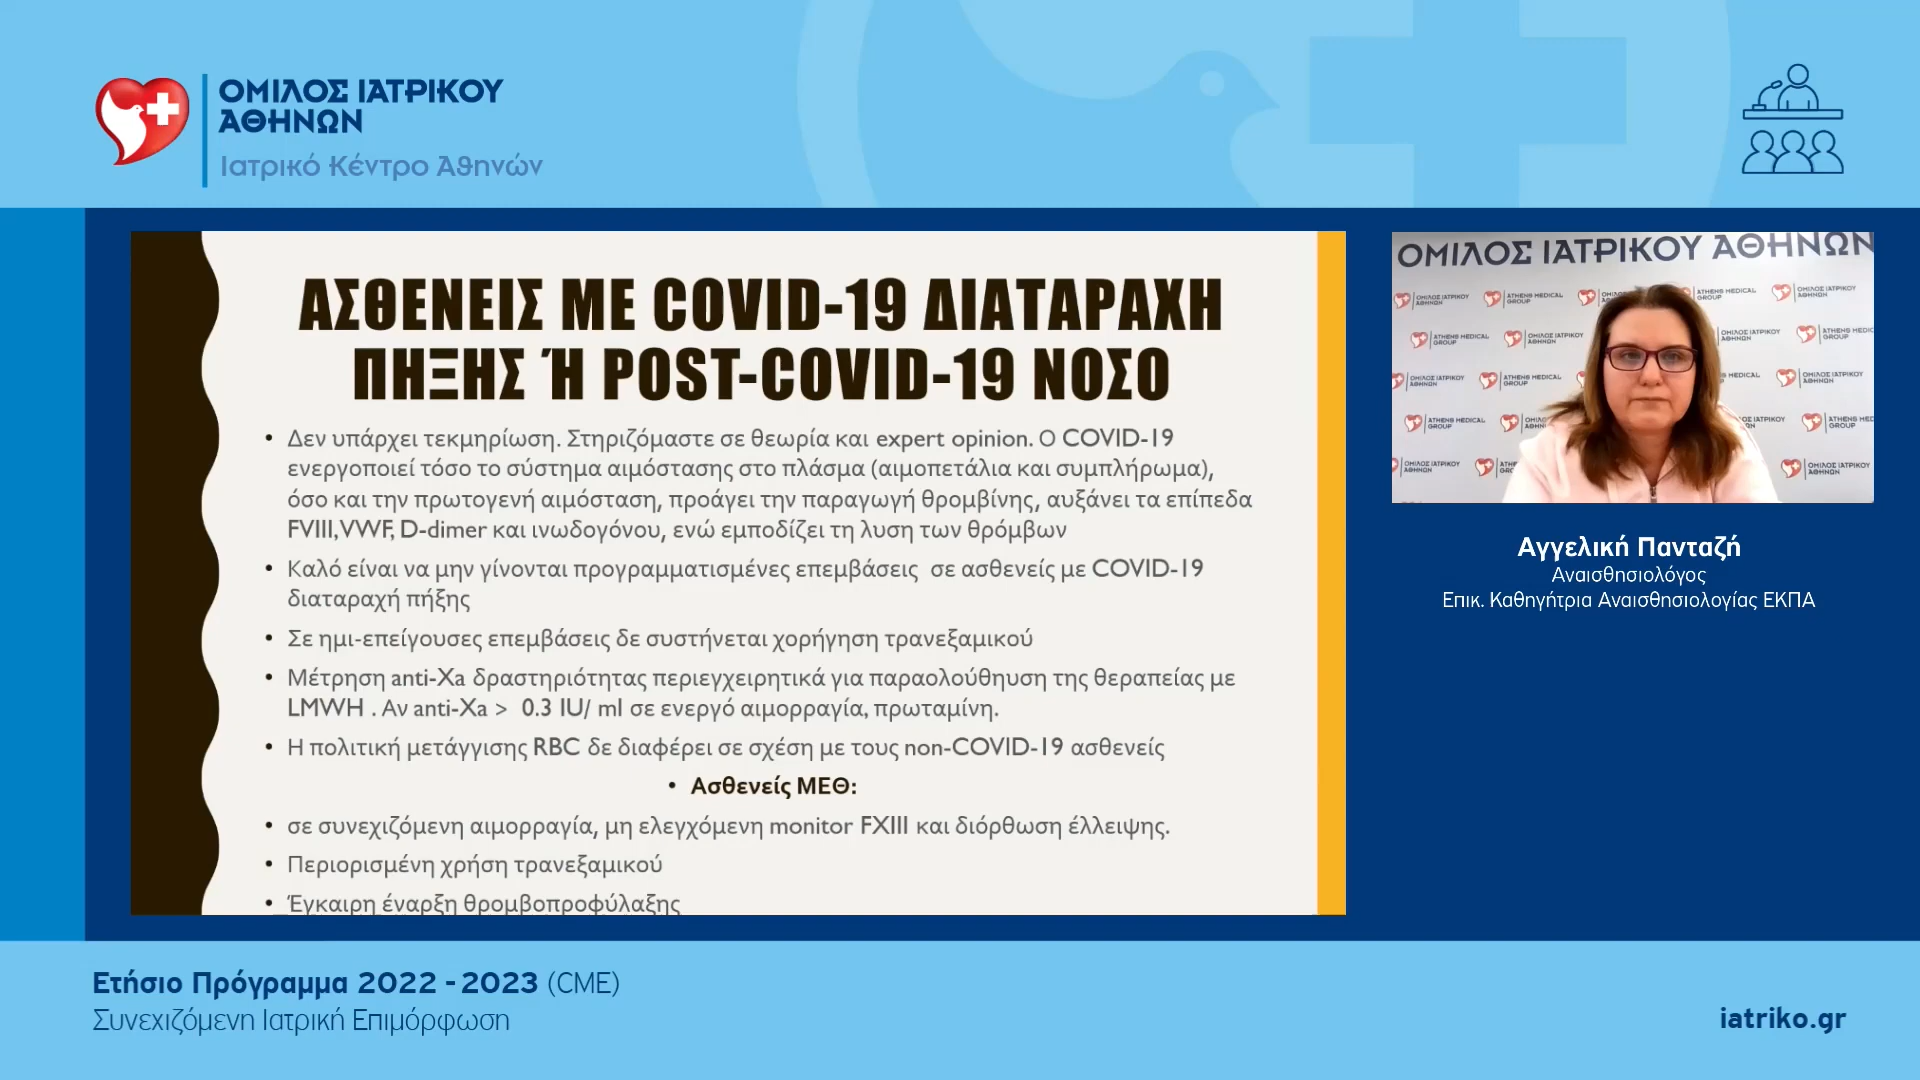 ΟΜΙΛΟΣ ΙΑΤΡΙΚΟΥ
ΑΘΗΝΩΝ
Ιατρικό Κέντρο Αθηνών
ΑΣΘΕΝΕΙΣ ΜΕ COVID-19 ΔΙΑΤΑΡΑΧΗ
ΠΗΞΗΣ Ή POST-COVID-19 ΝΟΣΟ
• Δεν υπάρχει τεκμηρίωση. Στηριζόμαστε σε θεωρία και expert opinion. Ο COVID-19
ενεργοποιεί τόσο το σύστημα αιμόστασης στο πλάσμα (αιμοπετάλια και συμπλήρωμα),
όσο και την πρωτογενή αιμόσταση, προάγει την παραγωγή θρομβίνης, αυξάνει τα επίπεδα
FVIII, VWF, D-dimer και ινωδογόνου, ενώ εμποδίζει τη λυση των θρόμβων
• Καλό είναι να μην γίνονται προγραμματισμένες επεμβάσεις σε ασθενείς με COVID-19
διαταραχή πήξης
• Σε ημι-επείγουσες επεμβάσεις δε συστήνεται χορήγηση τρανεξαμικού
• Μέτρηση anti-Xa δραστηριότητας περιεγχειρητικά για παραολούθηυση της θεραπείας με
LMWH . Αν anti-Xa > 0.3 IU/ ml σε ενεργό αιμορραγία, πρωταμίνη.
• Η πολιτική μετάγγισης RBC δε διαφέρει σε σχέση με τους non-COVID-19 ασθενείς
• Ασθενείς ΜΕΘ:
• σε συνεχιζόμενη αιμορραγία, μη ελεγχόμενη monitor FXIII και διόρθωση έλλειψης.
• Περιορισμένη χρήση τρανεξαμικού
• Έγκαιρη έναρξη θρομβοπροφύλαξης
ΟΜΙΛΟΣ ΙΑΤΡΙΚΟΥ ΑΘΗΝΩΝ
ΟΜΙΛΟΣ ΙΑΤΡΙΚΟΥ
ΑΘΗΝΩΝ
ATHENS MEDICAL
GROUP
Αγγελική Πανταζή
Αναισθησιολόγος
Επικ. Καθηγήτρια Αναισθησιολογίας ΕΚΠΑ
Ετήσιο Πρόγραμμα 2022 - 2023 (CME)
Συνεχιζόμενη Ιατρική Επιμόρφωση
iatriko.gr